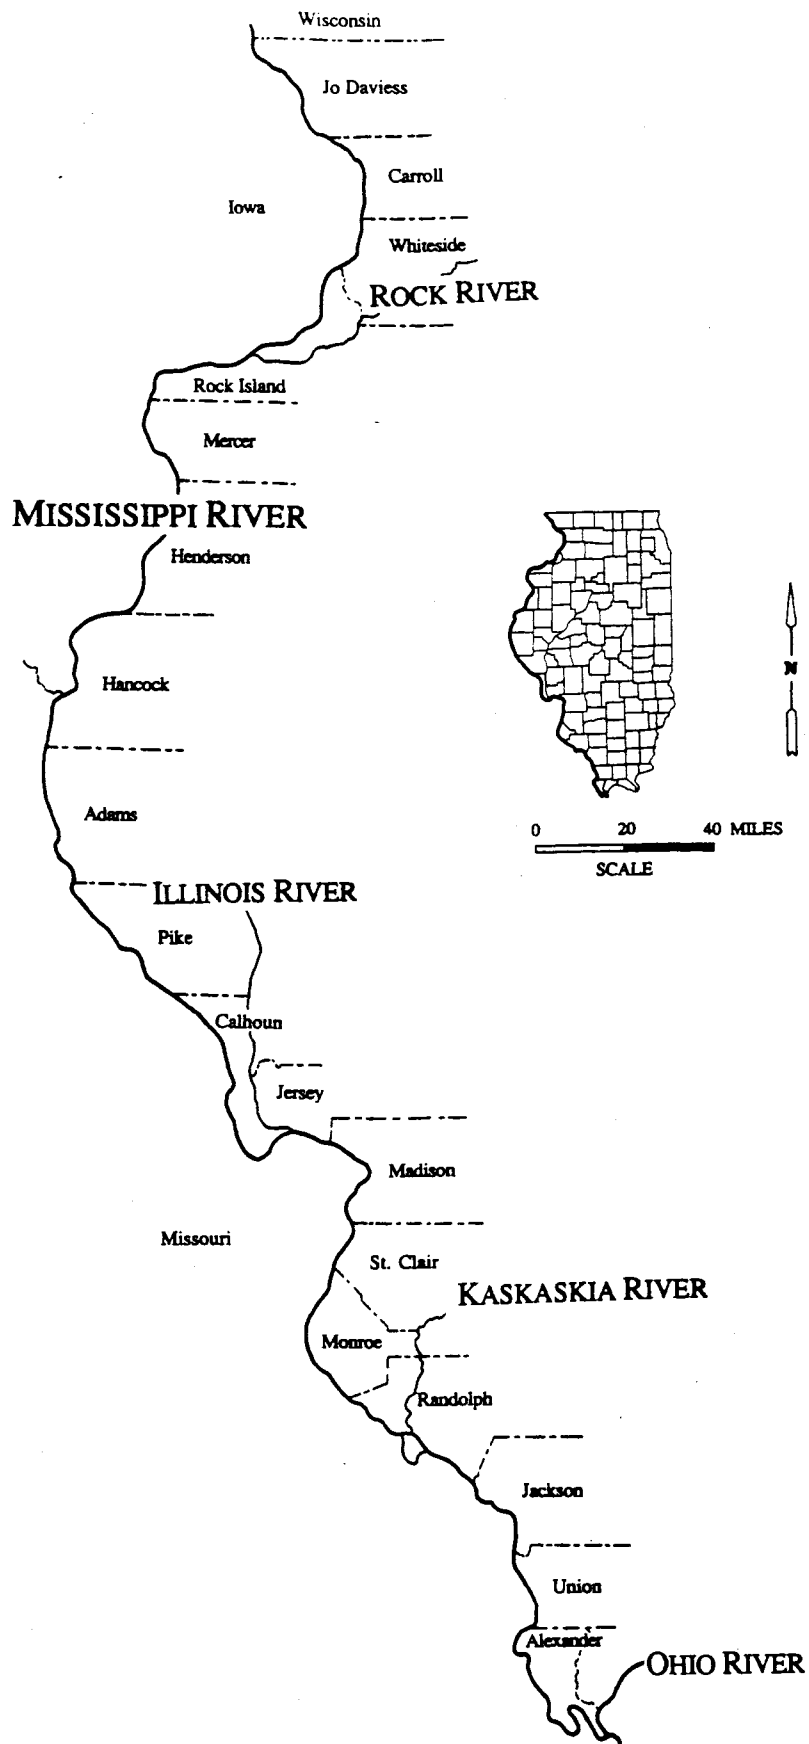 Wisconsin
Jo Daviess
Carroll
Iowa
Whiteside
ROCK RIVER
Rock Island
Mercer
MISSISSIPPI RIVER
Henderson
Hancock
N
Adams
0 20 40 MILES
SCALE
ILLINOIS RIVER
Pike
Calhoun
Jersey
Madison
Missouri
St. Clair
KASKASKIA RIVER
Monroe
Randolph
Jackson
Union
Alexander
OHIO RIVER